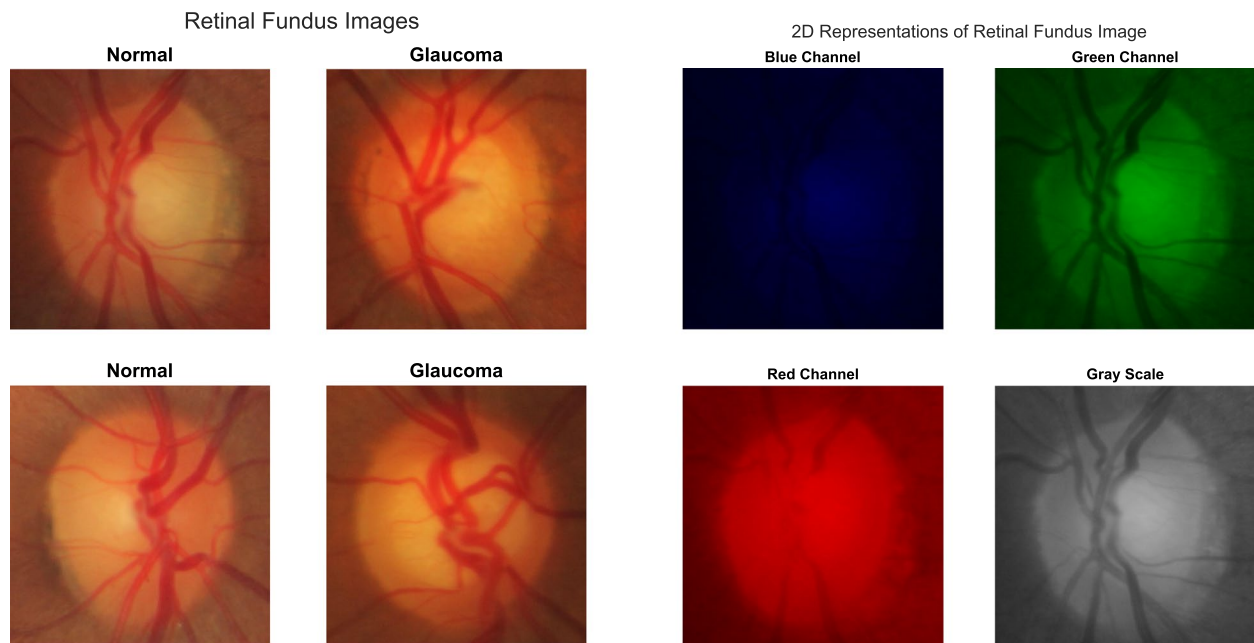 Retinal Fundus Images
Normal
Glaucoma
Normal
Glaucoma
2D Representations of Retinal Fundus Image
Blue Channel
Green Channel
Red Channel
Gray Scale